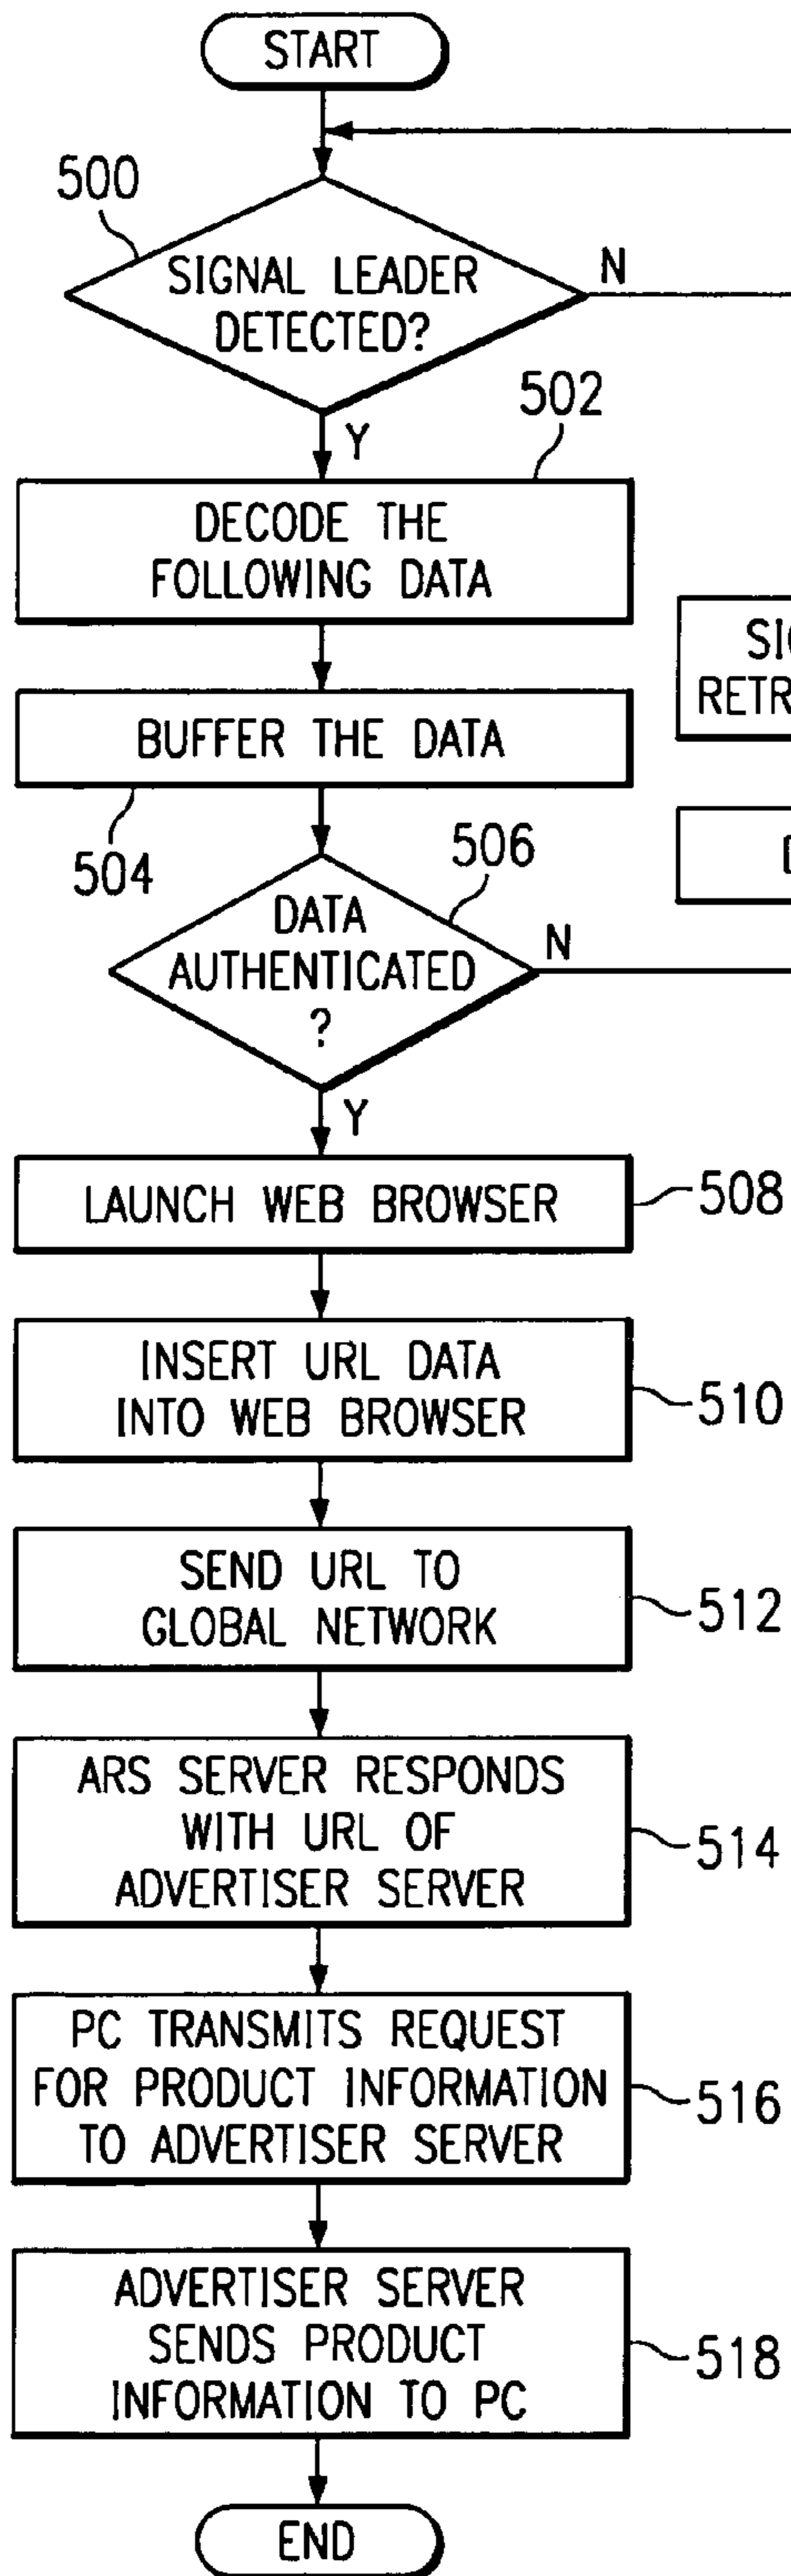 START
500
SIGNAL LEADER
DETECTED?
N
Y
502
DECODE THE
FOLLOWING DATA
BUFFER THE DATA
504
506
DATA
AUTHENTICATED
?
N
Y
LAUNCH WEB BROWSER
508
INSERT URL DATA
INTO WEB BROWSER
510
SEND URL TO
GLOBAL NETWORK
512
ARS SERVER RESPONDS
WITH URL OF
ADVERTISER SERVER
514
PC TRANSMITS REQUEST
FOR PRODUCT INFORMATION
TO ADVERTISER SERVER
516
ADVERTISER SERVER
SENDS PRODUCT
INFORMATION TO PC
518
END